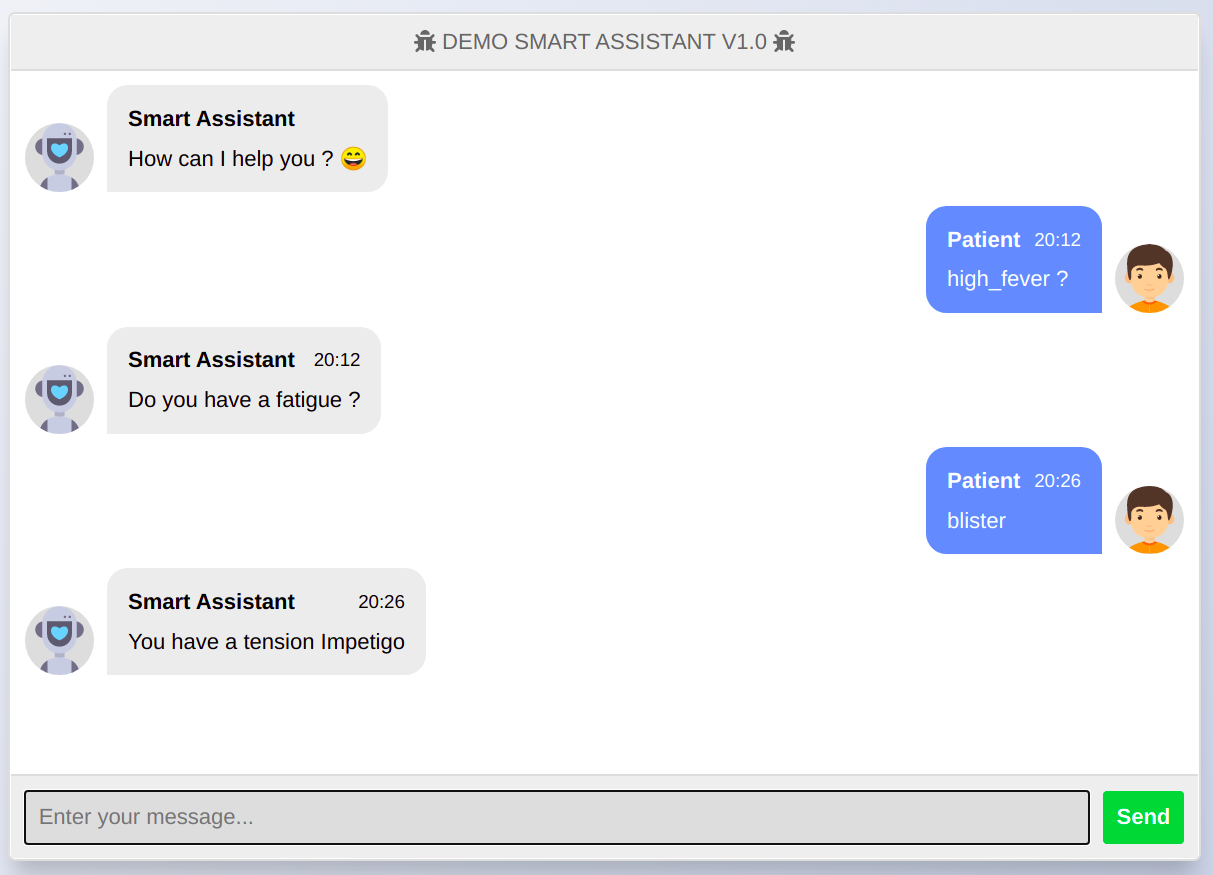 DEMO SMART ASSISTANT V1.0
Smart Assistant
How can I help you ? 😄
Patient 20:12
high_fever ?
Smart Assistant 20:12
Do you have a fatigue ?
Patient 20:26
blister
Smart Assistant 20:26
You have a tension Impetigo
Enter your message... Send